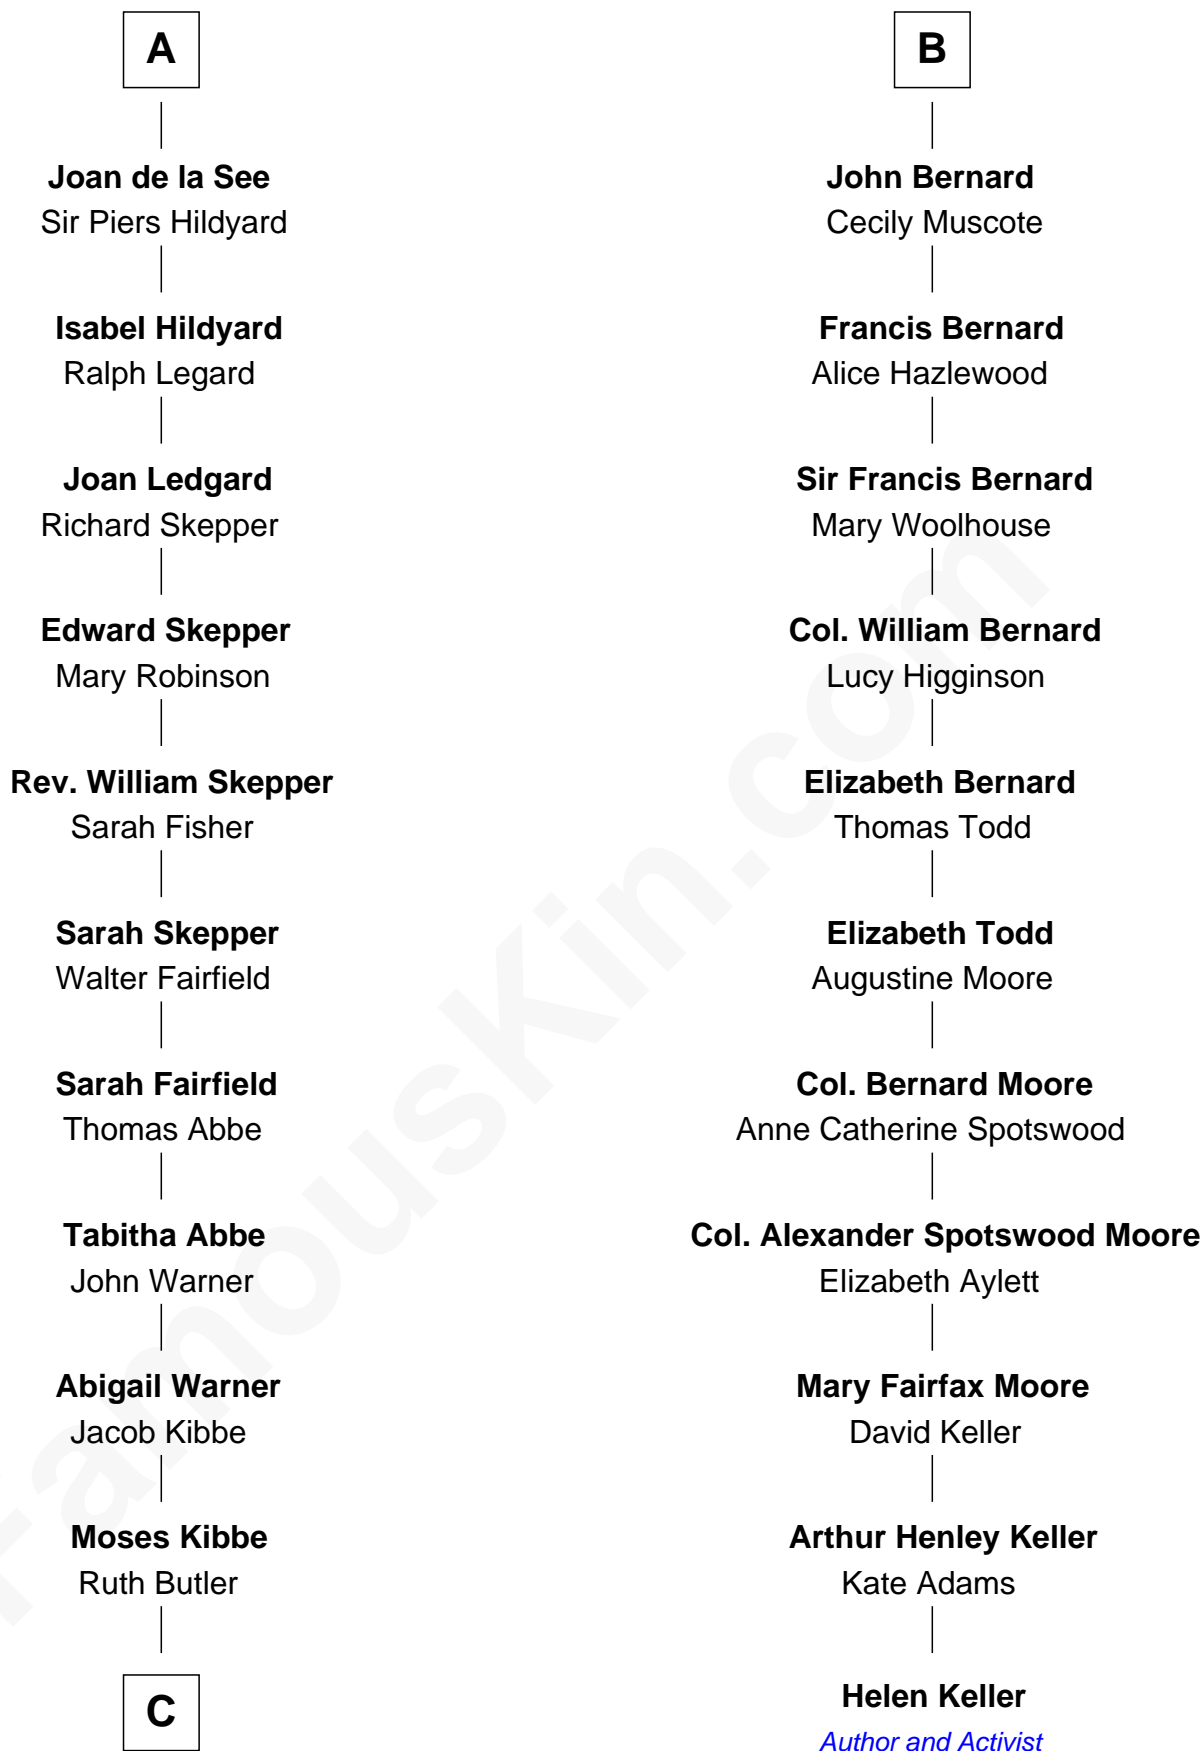 A
Joan de la See
Sir Piers Hildyard
Isabel Hildyard
Ralph Legard
Joan Ledgard
Richard Skepper
Edward Skepper
Mary Robinson
Rev. William Skepper
Sarah Fisher
Sarah Skepper
Walter Fairfield
Sarah Fairfield
Thomas Abbe
Tabitha Abbe
John Warner
Abigail Warner
Jacob Kibbe
Moses Kibbe
Ruth Butler
C
B
John Bernard
Cecily Muscote
Francis Bernard
Alice Hazlewood
Sir Francis Bernard
Mary Woolhouse
Col. William Bernard
Lucy Higginson
Elizabeth Bernard
Thomas Todd
Elizabeth Todd
Augustine Moore
Col. Bernard Moore
Anne Catherine Spotswood
Col. Alexander Spotswood Moore
Elizabeth Aylett
Mary Fairfax Moore
David Keller
Arthur Henley Keller
Kate Adams
Helen Keller
Author and Activist
FamousKin.com